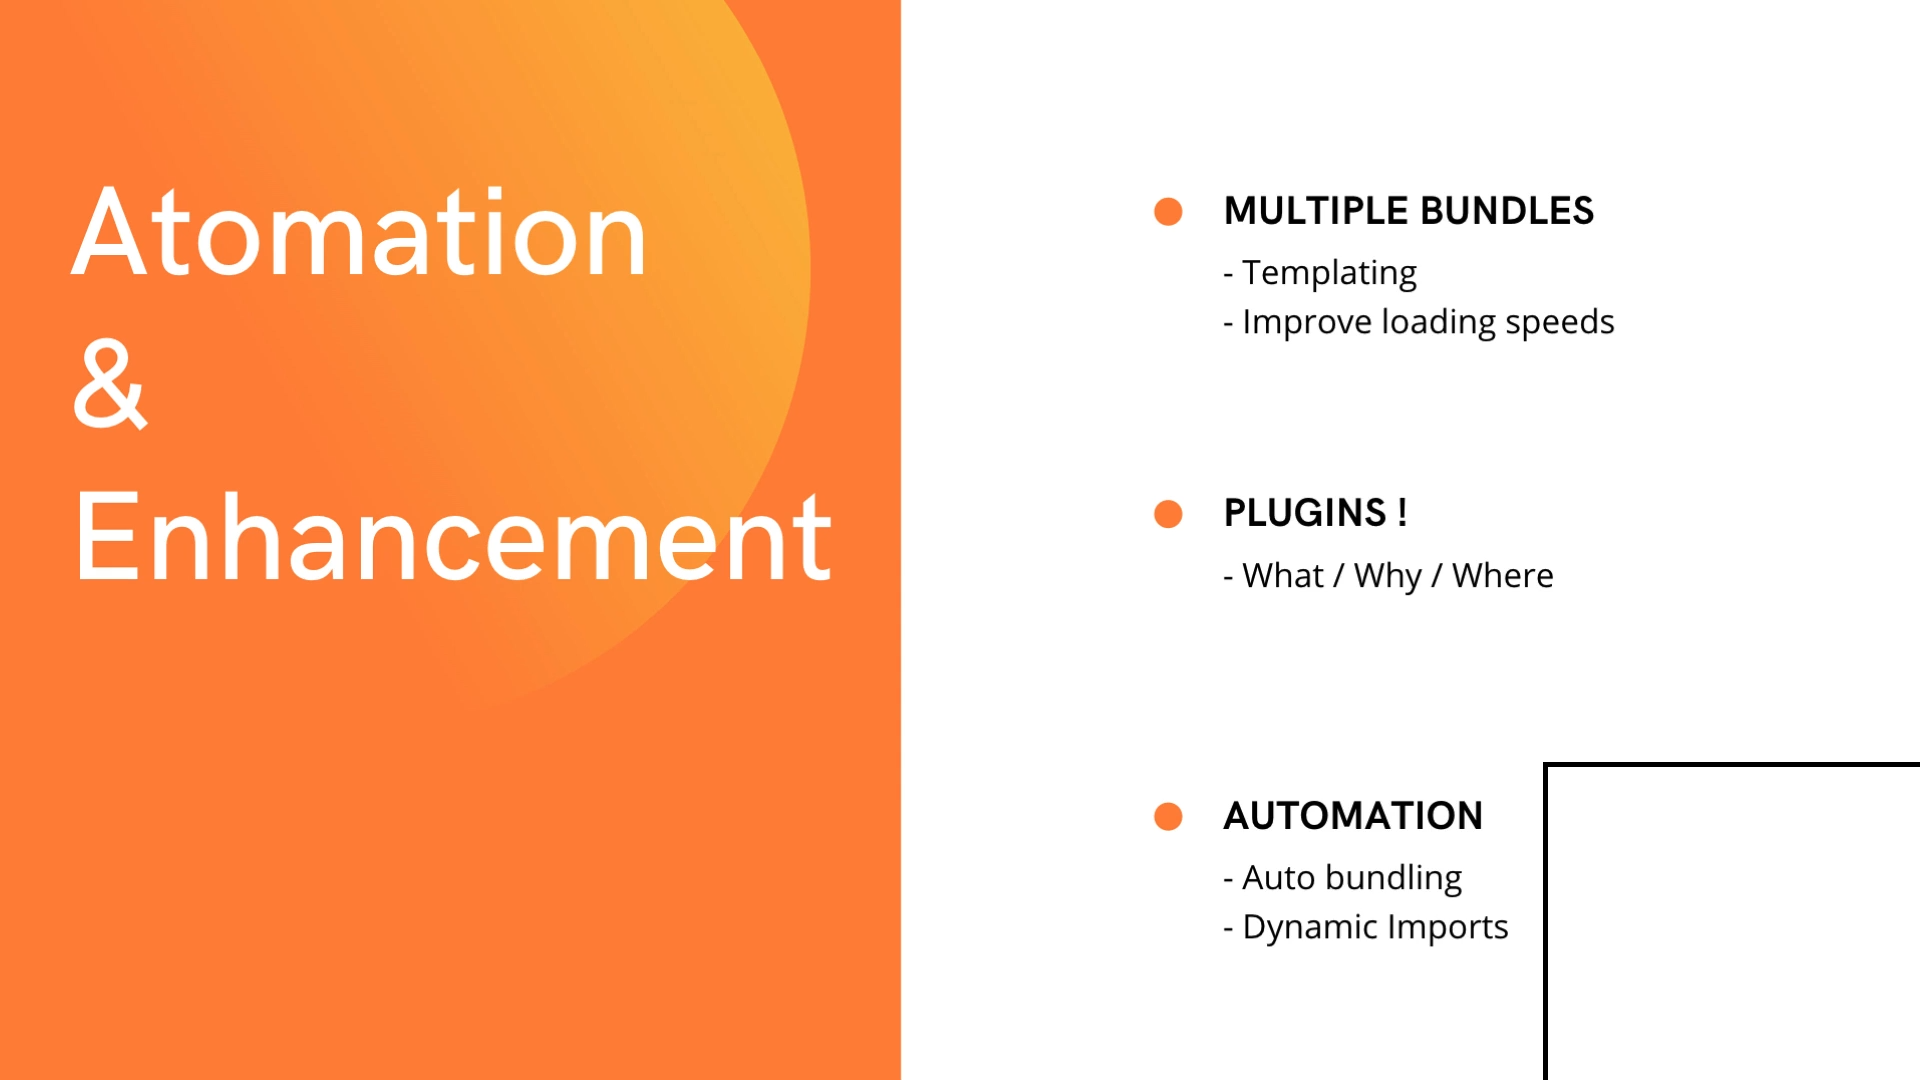 Atomation
&
Enhancement
MULTIPLE BUNDLES
- Templating
- Improve loading speeds
PLUGINS !
- What / Why / Where
AUTOMATION
- Auto bundling
- Dynamic Imports